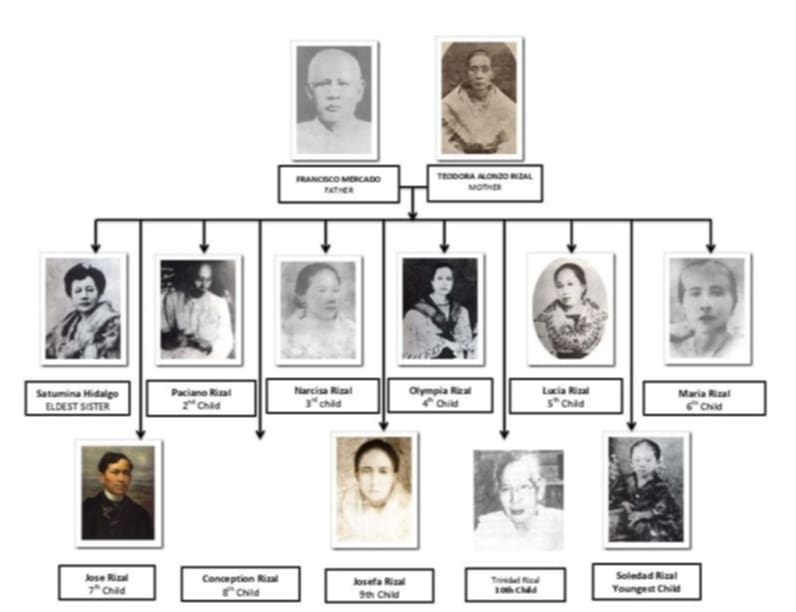 FRANCISCO MERCADO
FATHER
TEODORA ALONZO RIZAL
MOTHER
Satumina Hidalgo
ELDEST SISTER
Paciano Rizal
2nd Child
Narcisa Rizal
3rd child
Olympia Rizal
4th Child
Lucia Rizal
5th Child
Maria Rizal
6th Child
Jose Rizal
7th Child
Conception Rizal
8th Child
Josefa Rizal
9th Child
Trinidad Rizal
10th Child
Soledad Rizal
Youngest Child